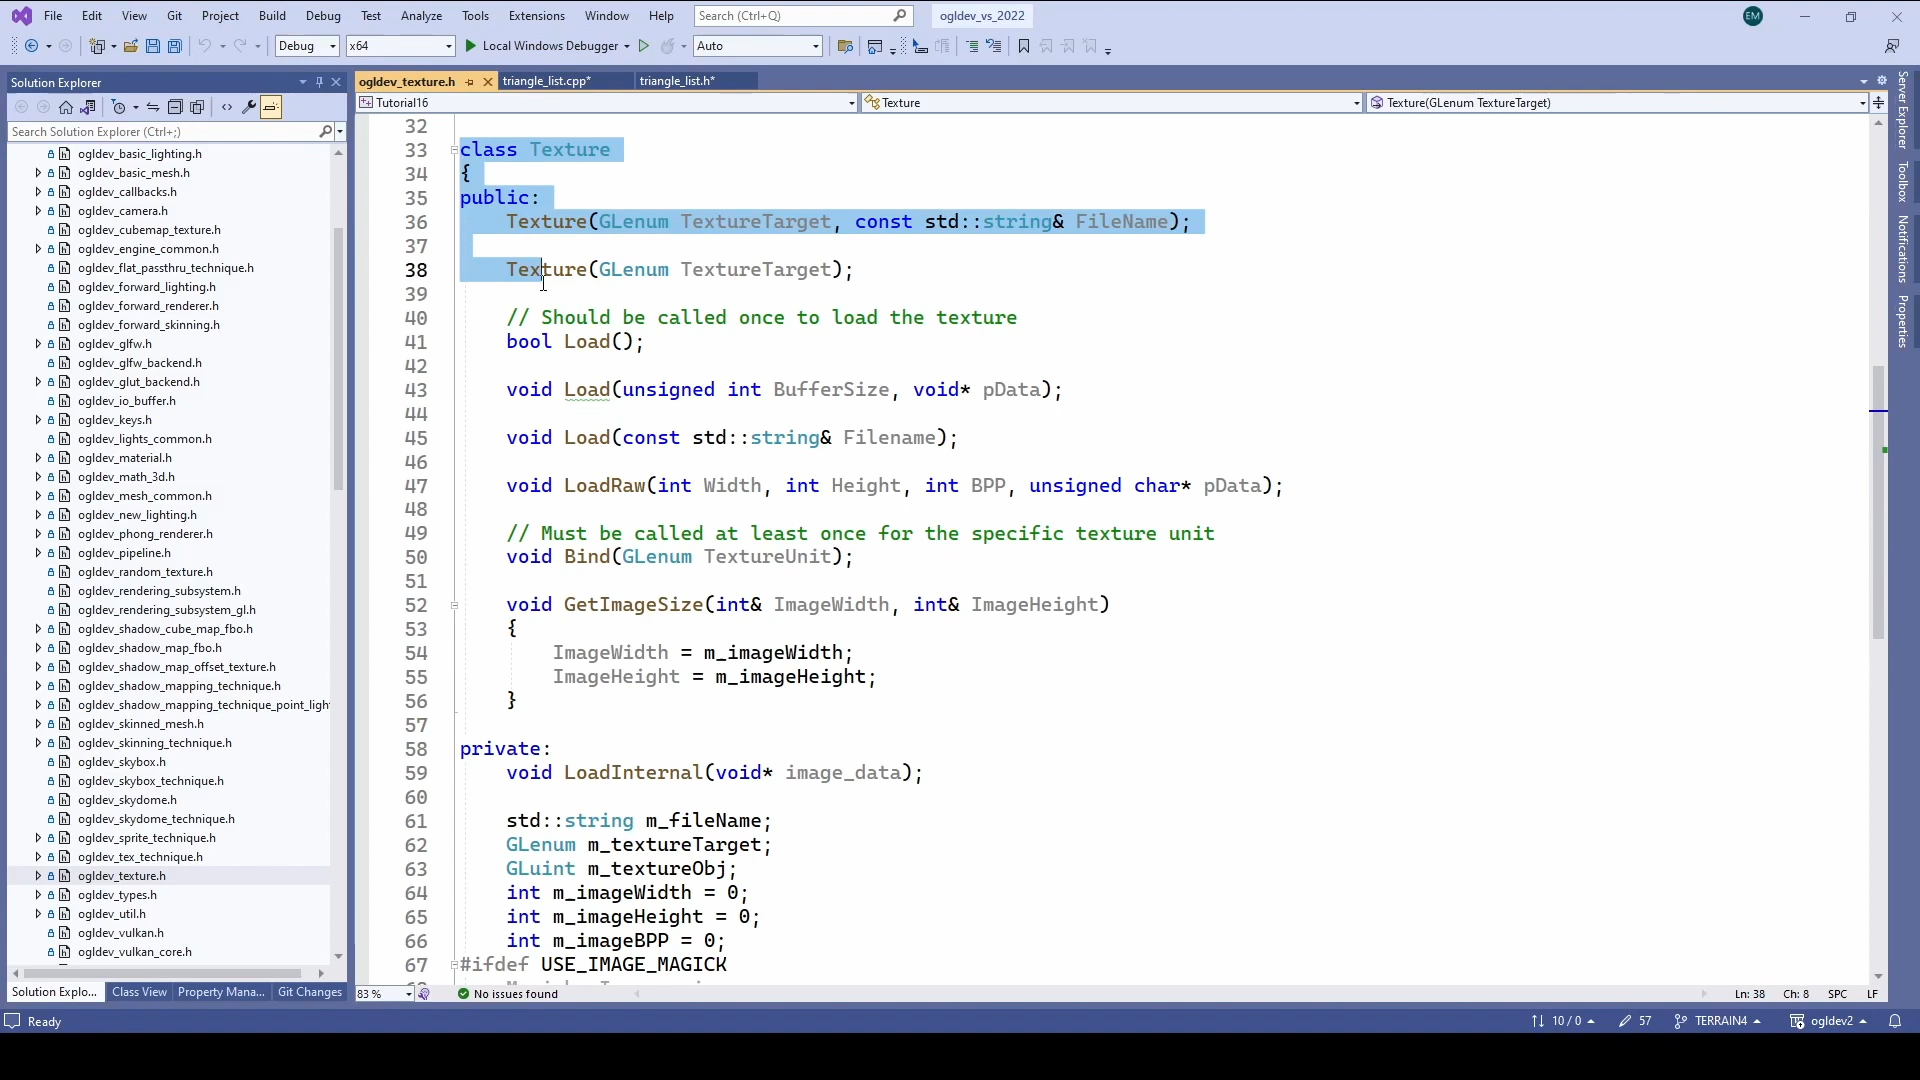 File Edit View Git Project Build Debug Test Analyze Tools Extensions Window Help Search (Ctrl+Q) ogldev_vs_2022 EM
Debug x64 Local Windows Debugger Auto
Solution Explorer
Search Solution Explorer (Ctrl+;)
ogldev_basic_lighting.h
ogldev_basic_mesh.h
ogldev_callbacks.h
ogldev_camera.h
ogldev_cubemap_texture.h
ogldev_engine_common.h
ogldev_flat_passthru_technique.h
ogldev_forward_lighting.h
ogldev_forward_renderer.h
ogldev_forward_skinning.h
ogldev_glfw.h
ogldev_glfw_backend.h
ogldev_glut_backend.h
ogldev_io_buffer.h
ogldev_keys.h
ogldev_lights_common.h
ogldev_material.h
ogldev_math_3d.h
ogldev_mesh_common.h
ogldev_new_lighting.h
ogldev_phong_renderer.h
ogldev_pipeline.h
ogldev_random_texture.h
ogldev_rendering_subsystem.h
ogldev_rendering_subsystem_gl.h
ogldev_shadow_cube_map_fbo.h
ogldev_shadow_map_fbo.h
ogldev_shadow_map_offset_texture.h
ogldev_shadow_mapping_technique.h
ogldev_shadow_mapping_technique_point_ligh
ogldev_skinned_mesh.h
ogldev_skinning_technique.h
ogldev_skybox.h
ogldev_skybox_technique.h
ogldev_skydome.h
ogldev_skydome_technique.h
ogldev_sprite_technique.h
ogldev_tex_technique.h
ogldev_texture.h
ogldev_types.h
ogldev_util.h
ogldev_vulkan.h
ogldev_vulkan_core.h
Solution Explo... Class View Property Mana... Git Changes
ogldev_texture.h triangle_list.cpp* triangle_list.h*
Tutorial16 Texture Texture(GLenum TextureTarget)
32
33 class Texture
34 {
35 public:
36 Texture(GLenum TextureTarget, const std::string& FileName);
37
38 Texture(GLenum TextureTarget);
39
40 // Should be called once to load the texture
41 bool Load();
42
43 void Load(unsigned int BufferSize, void* pData);
44
45 void Load(const std::string& Filename);
46
47 void LoadRaw(int Width, int Height, int BPP, unsigned char* pData);
48
49 // Must be called at least once for the specific texture unit
50 void Bind(GLenum TextureUnit);
51
52 void GetImageSize(int& ImageWidth, int& ImageHeight)
53 {
54 ImageWidth = m_imageWidth;
55 ImageHeight = m_imageHeight;
56 }
57
58 private:
59 void LoadInternal(void* image_data);
60
61 std::string m_fileName;
62 GLenum m_textureTarget;
63 GLuint m_textureObj;
64 int m_imageWidth = 0;
65 int m_imageHeight = 0;
66 int m_imageBPP = 0;
67 #ifdef USE_IMAGE_MAGICK
83 % No issues found Ln: 38 Ch: 8 SPC LF
Server Explorer
Toolbox
Notifications
Properties
Ready 10 / 0 57 TERRAIN4 ogldev2